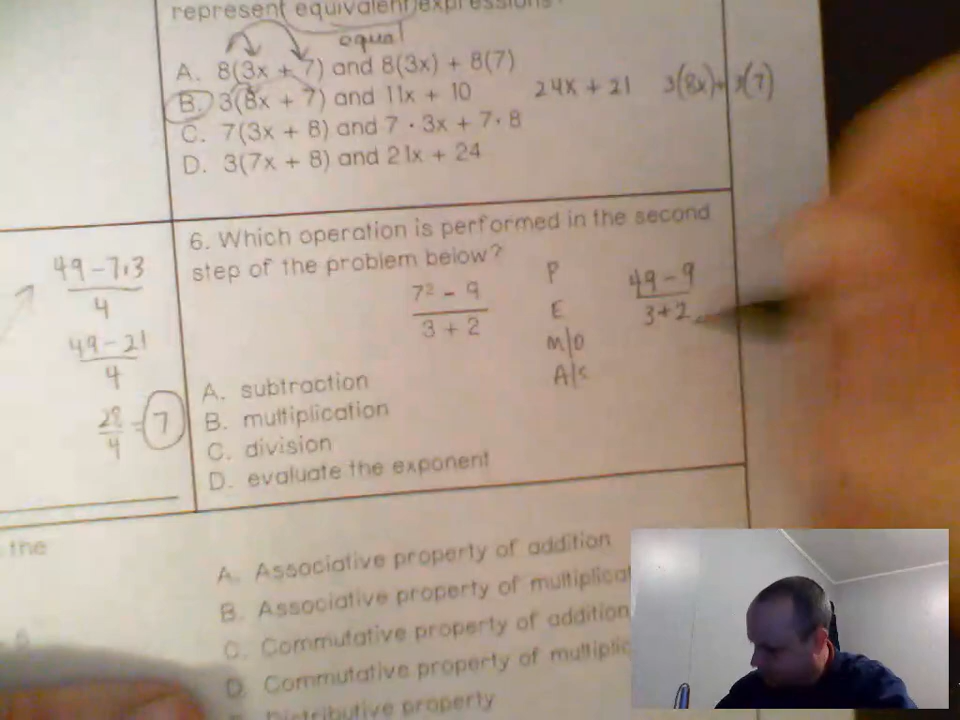 represent equivalent expressions?
equal
A. 8(3x + 7) and 8(3x) + 8(7)
B. 3(8x + 7) and 11x + 10
24x + 21
3(8x)+3(7)
C. 7(3x + 8) and 7 · 3x + 7 · 8
D. 3(7x + 8) and 21x + 24
49 - 7·3
4
49 - 21
4
28
4
= 7
6. Which operation is performed in the second
step of the problem below?
7² - 9
3 + 2
P
E
M/D
A/S
49 - 9
3+2
A. subtraction
B. multiplication
C. division
D. evaluate the exponent
the
A. Associative property of addition
B. Associative property of multiplicat
C. Commutative property of addition
D. Commutative property of multiplic
Distributive property